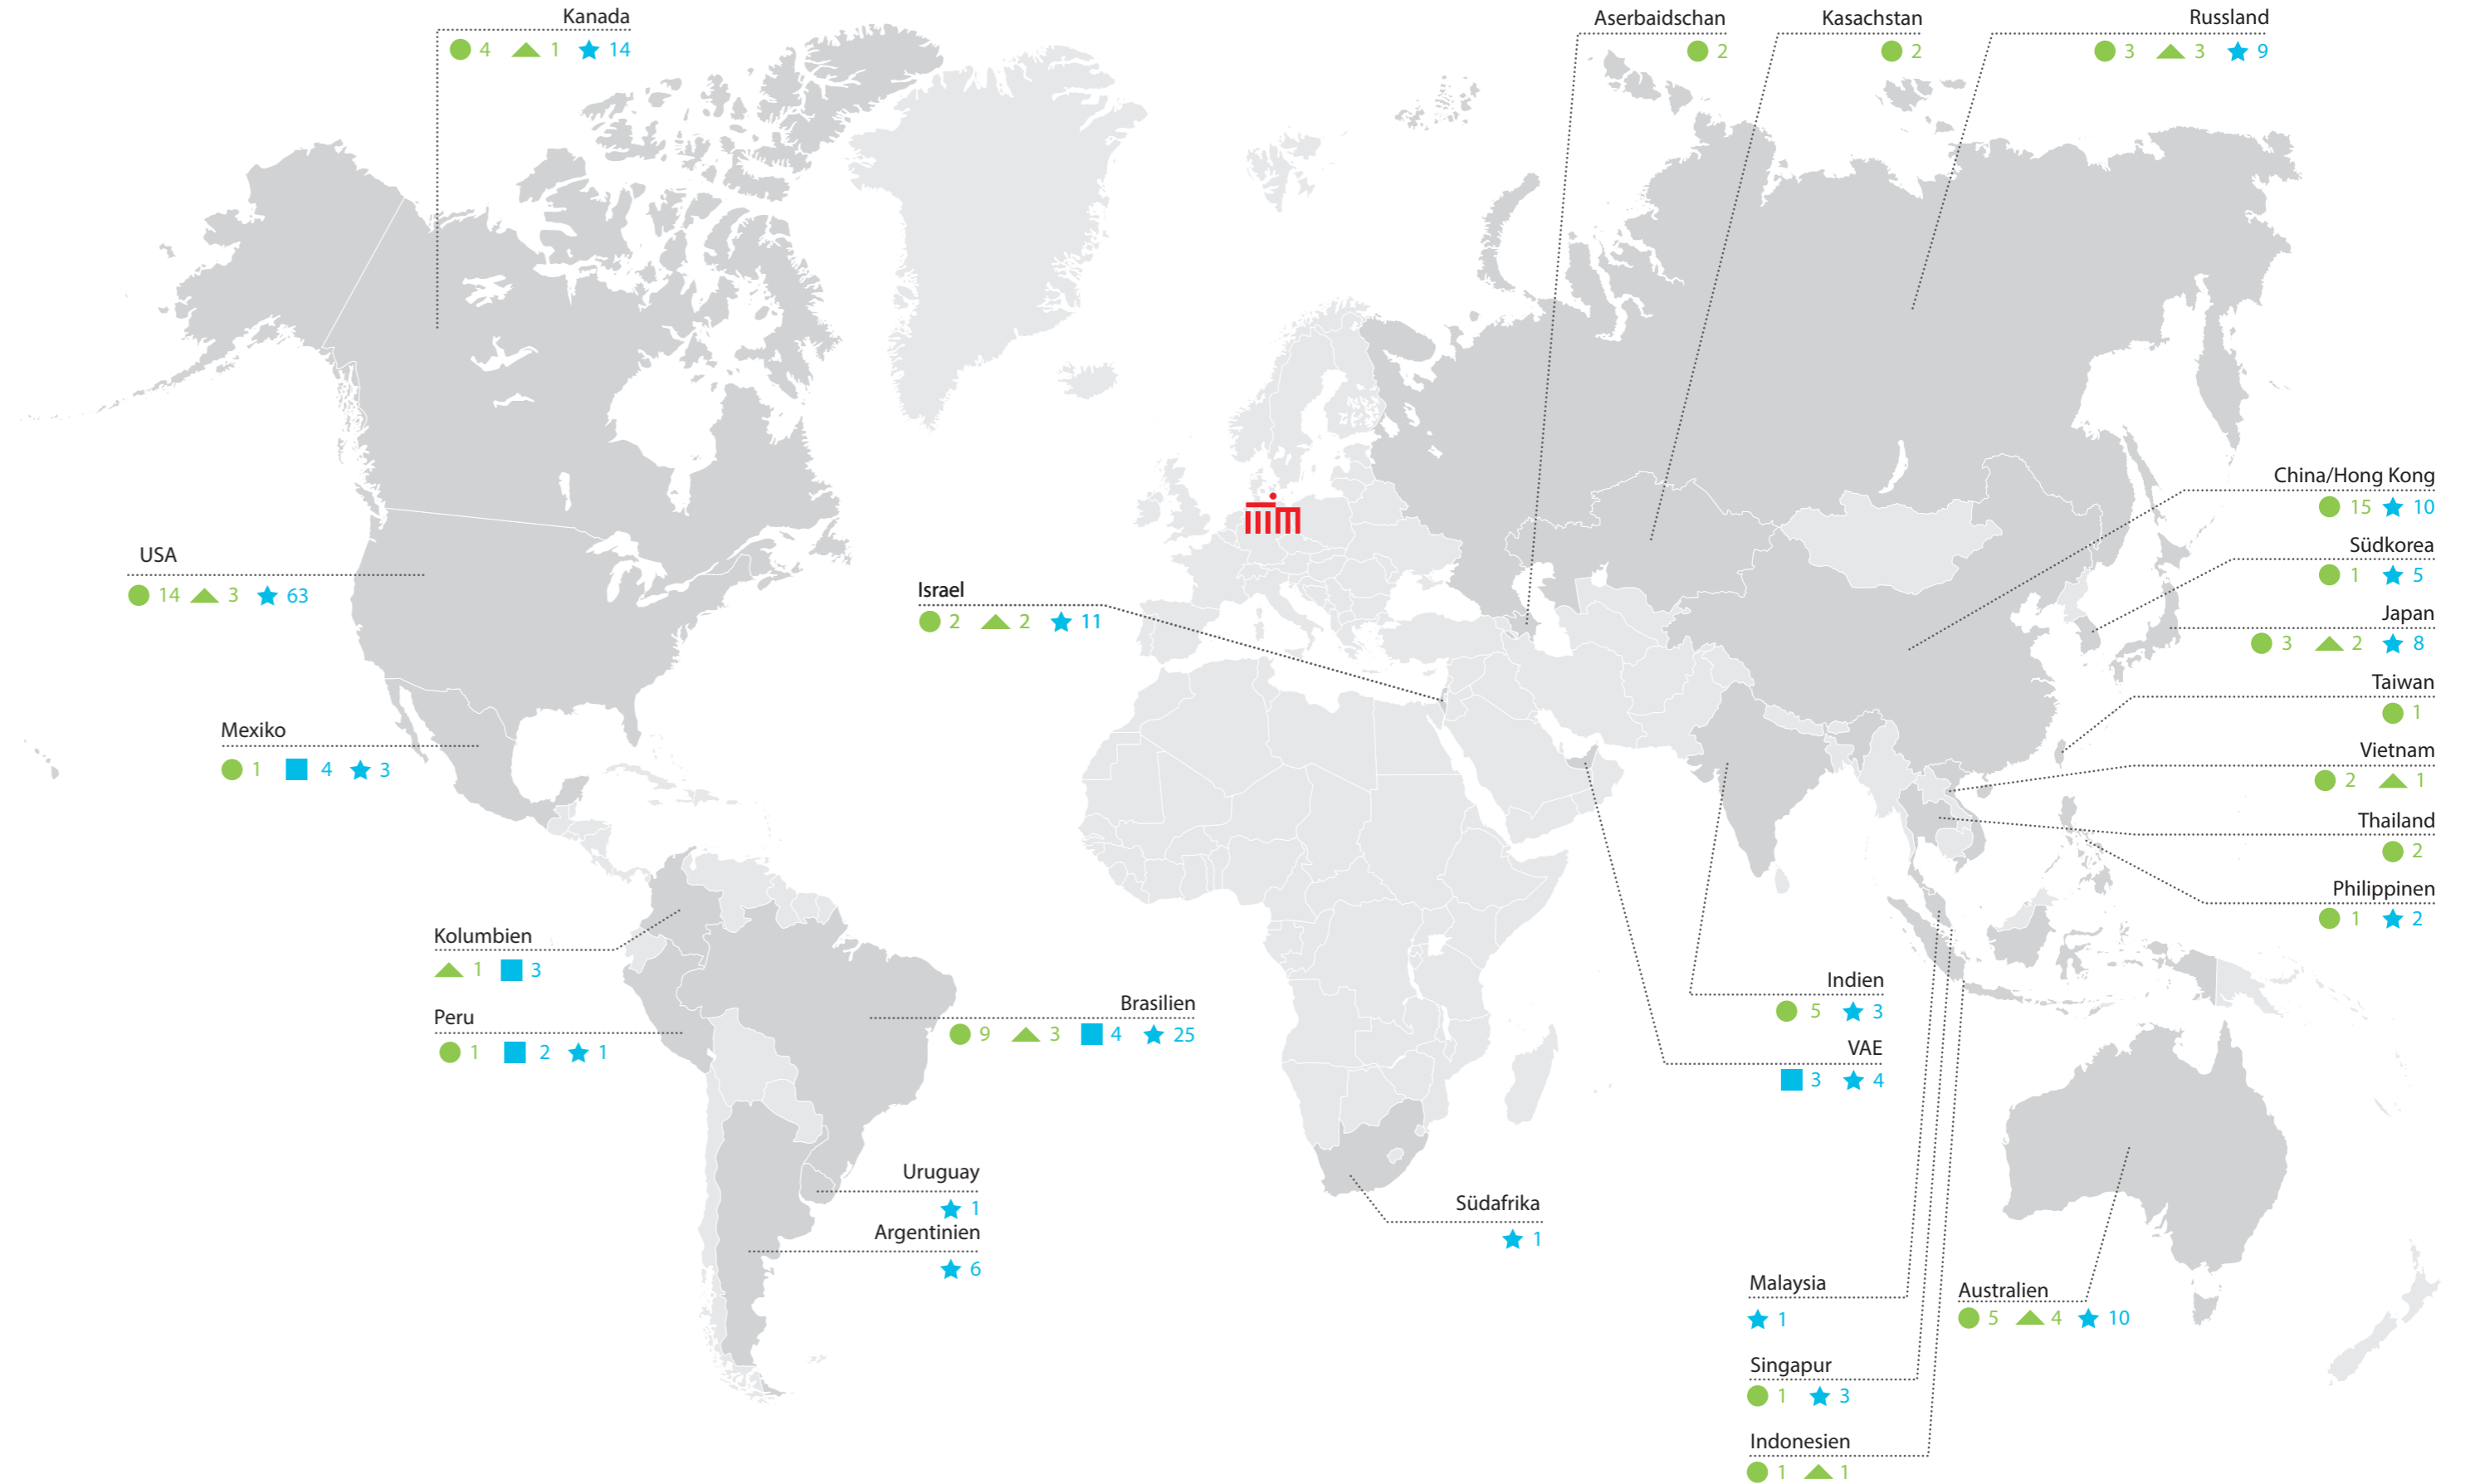 Kanada
4 1 14
Aserbaidschan
2
Kasachstan
2
Russland
3 3 9
China/Hong Kong
15 10
Südkorea
1 5
Japan
3 2 8
Taiwan
1
Vietnam
2 1
Thailand
2
Philippinen
1 2
USA
14 3 63
Israel
2 2 11
Mexiko
1 4 3
Kolumbien
1 3
Peru
1 2 1
Brasilien
9 3 4 25
Indien
5 3
VAE
3 4
Uruguay
1
Argentinien
6
Südafrika
1
Malaysia
1
Australien
5 4 10
Singapur
1 3
Indonesien
1 1